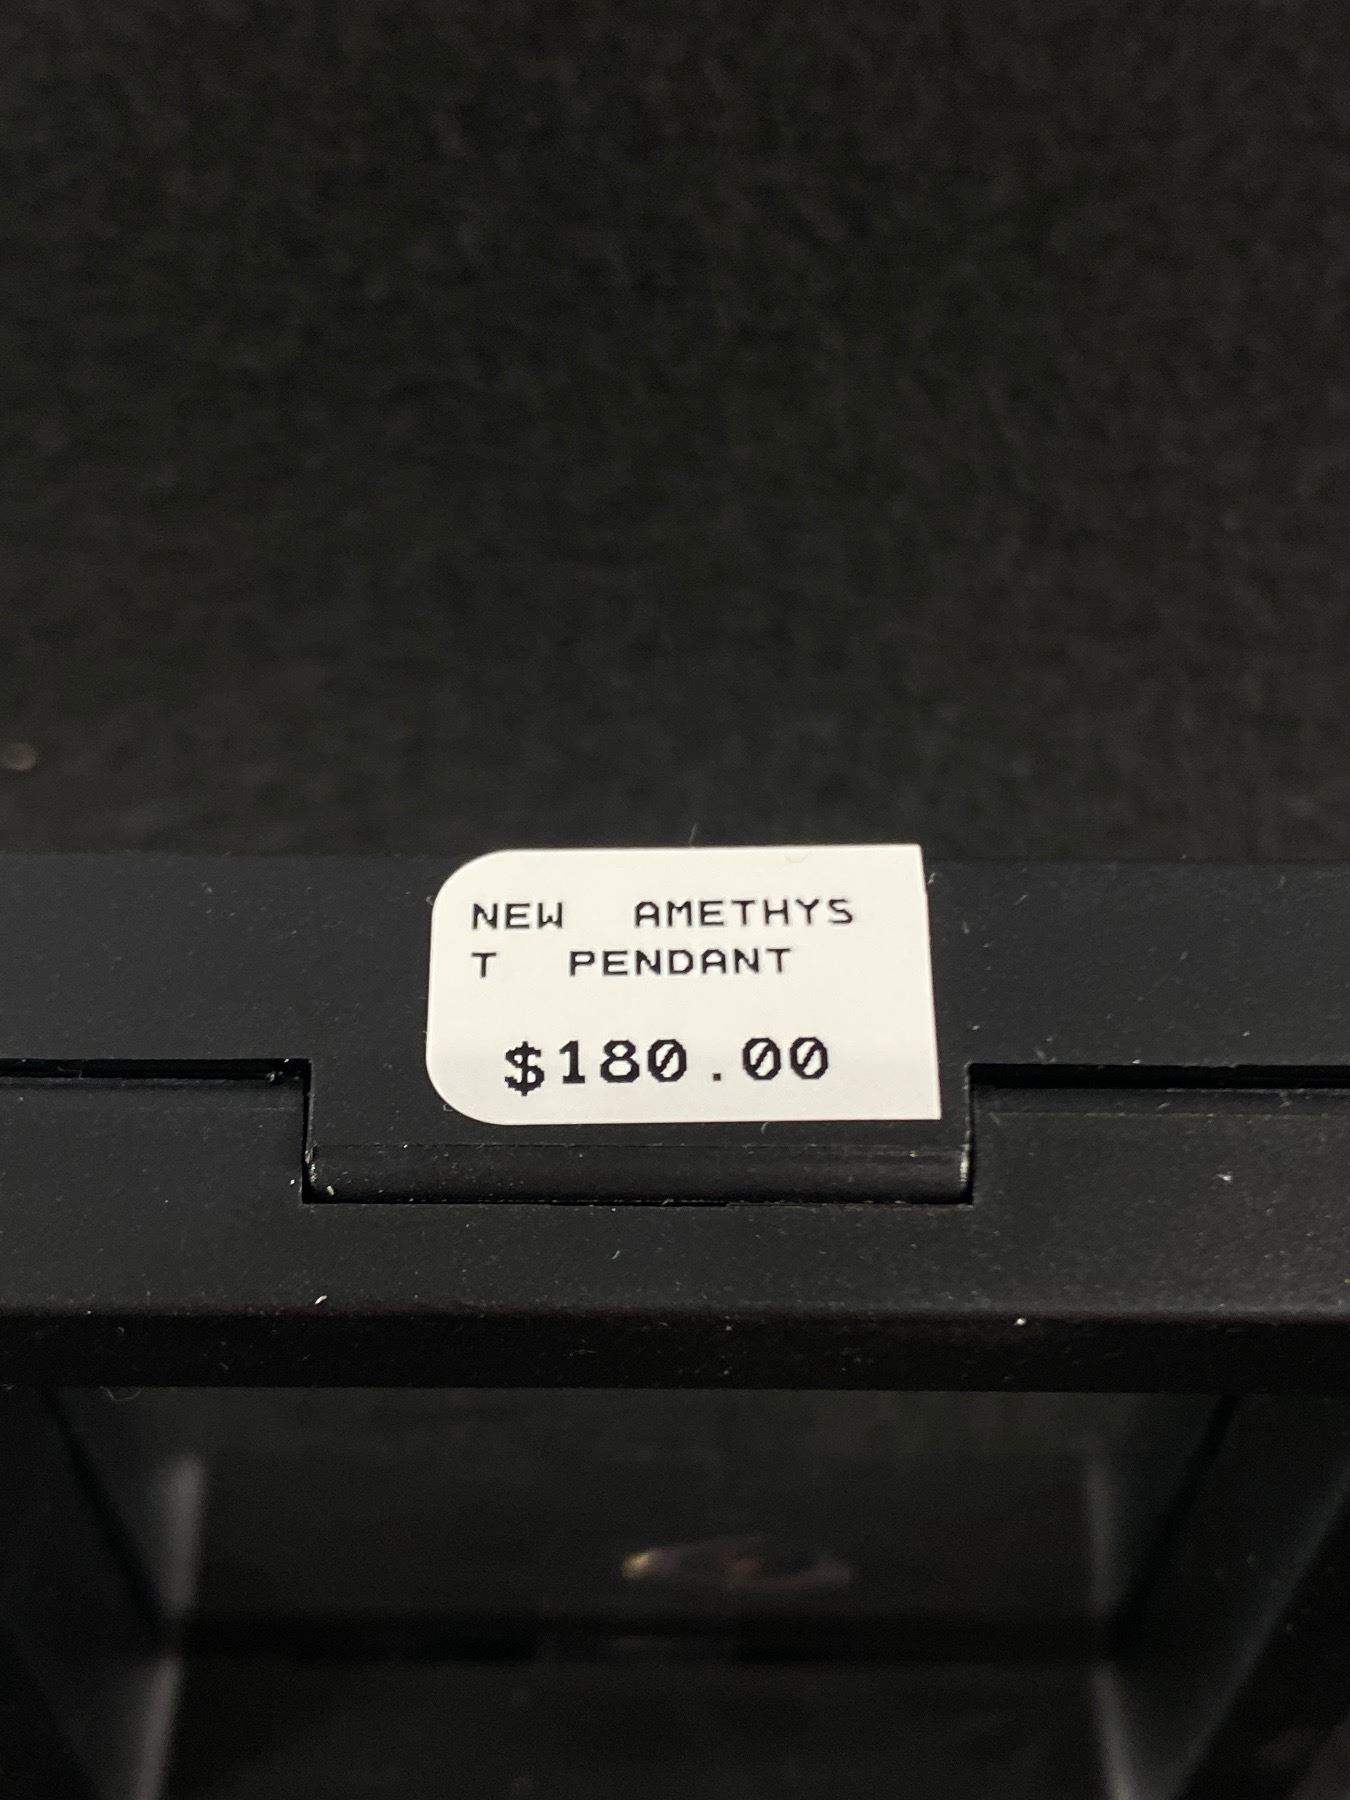 NEW AMETHYS
T PENDANT
$180.00